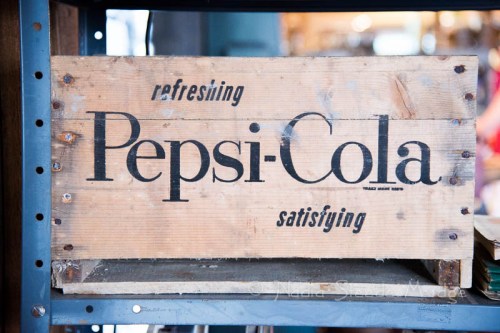 refreshing
Pepsi-Cola
satisfying